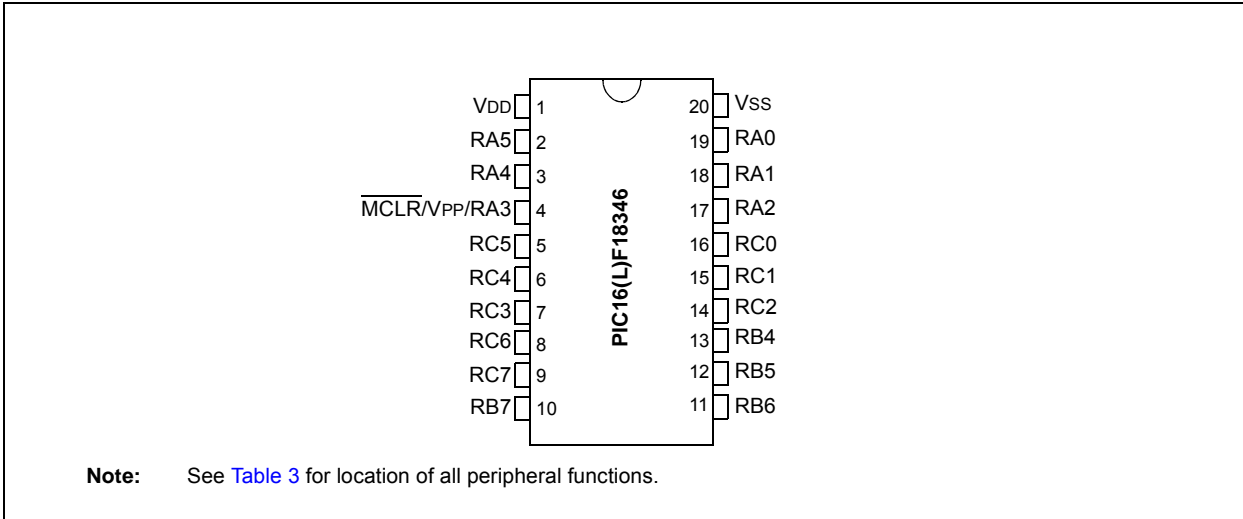 VDD 1 20 VSS
RA5 2 19 RA0
RA4 3 18 RA1
MCLR/VPP/RA3 4 17 RA2
RC5 5 16 RC0
RC4 6 15 RC1
RC3 7 14 RC2
RC6 8 13 RB4
RC7 9 12 RB5
RB7 10 11 RB6
PIC16(L)F18346
Note: See Table 3 for location of all peripheral functions.